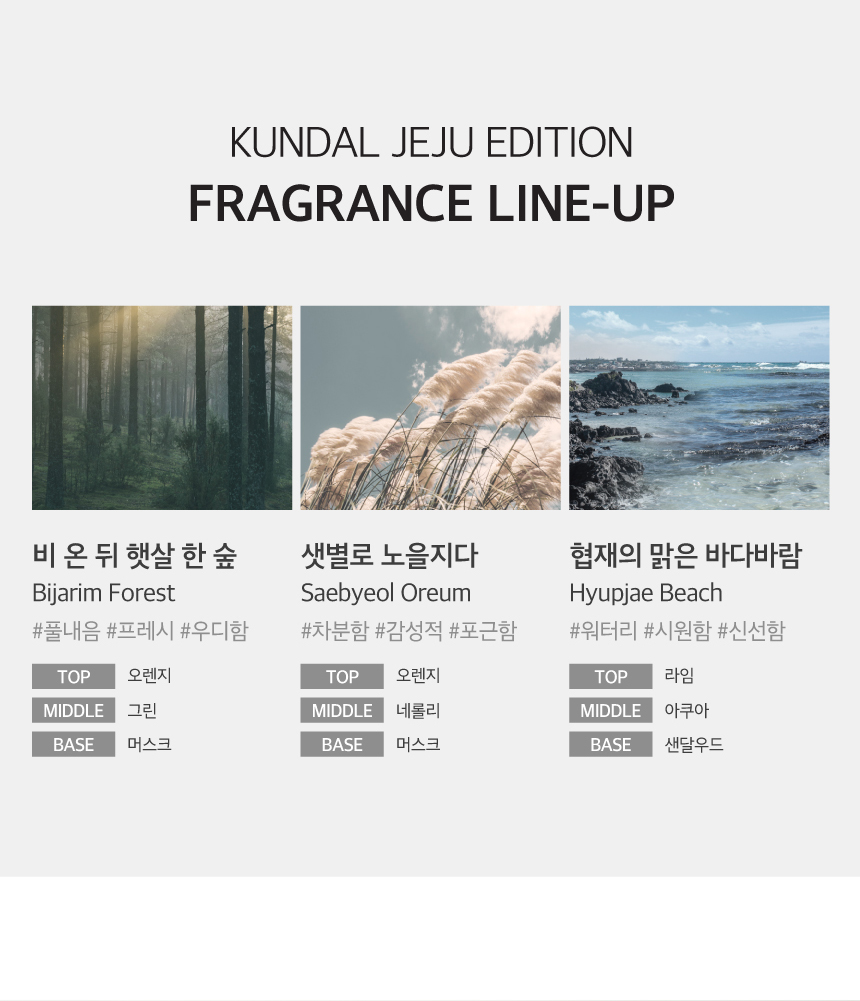 KUNDAL JEJU EDITION
FRAGRANCE LINE-UP
비 온 뒤 햇살 한 숲
Bijarim Forest
#풀내음 #프레시 #우디함
TOP 오렌지
MIDDLE 그린
BASE 머스크
샛별로 노을지다
Saebyeol Oreum
#차분함 #감성적 #포근함
TOP 오렌지
MIDDLE 네롤리
BASE 머스크
협재의 맑은 바다바람
Hyupjae Beach
#워터리 #시원함 #신선함
TOP 라임
MIDDLE 아쿠아
BASE 샌달우드